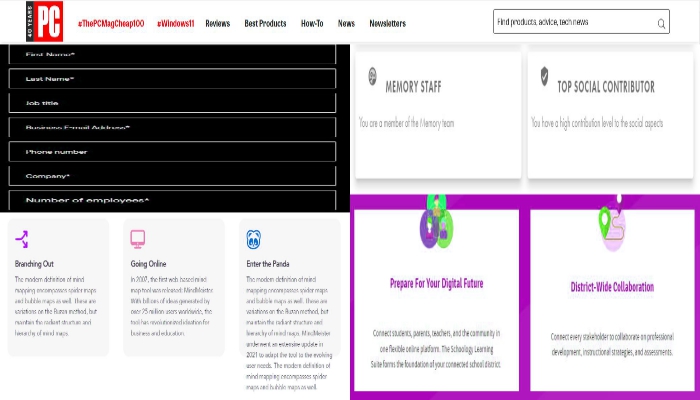 40 YEARS
PC
#ThePCMagCheap100
#Windows11
Reviews
Best Products
How-To
News
Newsletters
Find products, advice, tech news
First Name*
Last Name*
Job title
Business E-mail Address*
Phone number
Company*
Number of employees*
MEMORY STAFF
You are a member of the Memory team
TOP SOCIAL CONTRIBUTOR
You have a high contribution level to the social aspects
Branching Out
The modern definition of mind
mapping encompasses spider maps
and bubble maps as well. These are
variations on the Buzan method, but
maintain the radiant structure and
hierarchy of mind maps.
Going Online
In 2007, the first web-based mind
map tool was released: MindMeister.
With billions of ideas generated by
over 25 million users worldwide, the
tool has revolutionized ideation for
business and education.
Enter the Panda
The modern definition of mind
mapping encompasses spider maps
and bubble maps as well. These are
variations on the Buzan method, but
maintain the radiant structure and
hierarchy of mind maps. MindMeister
underwent an extensive update in
2021 to adapt the tool to the evolving
user needs. The modern definition of
mind mapping encompasses spider
maps and bubble maps as well.
Prepare For Your Digital Future
Connect students, parents, teachers, and the community in
one flexible online platform. The Schoology Learning
Suite forms the foundation of your connected school district.
District-Wide Collaboration
Connect every stakeholder to collaborate on professional
development, instructional strategies, and assessments.